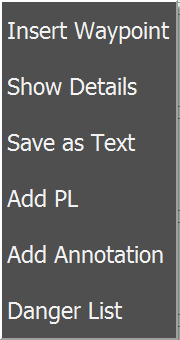 Insert Waypoint
Show Details
Save as Text
Add PL
Add Annotation
Danger List